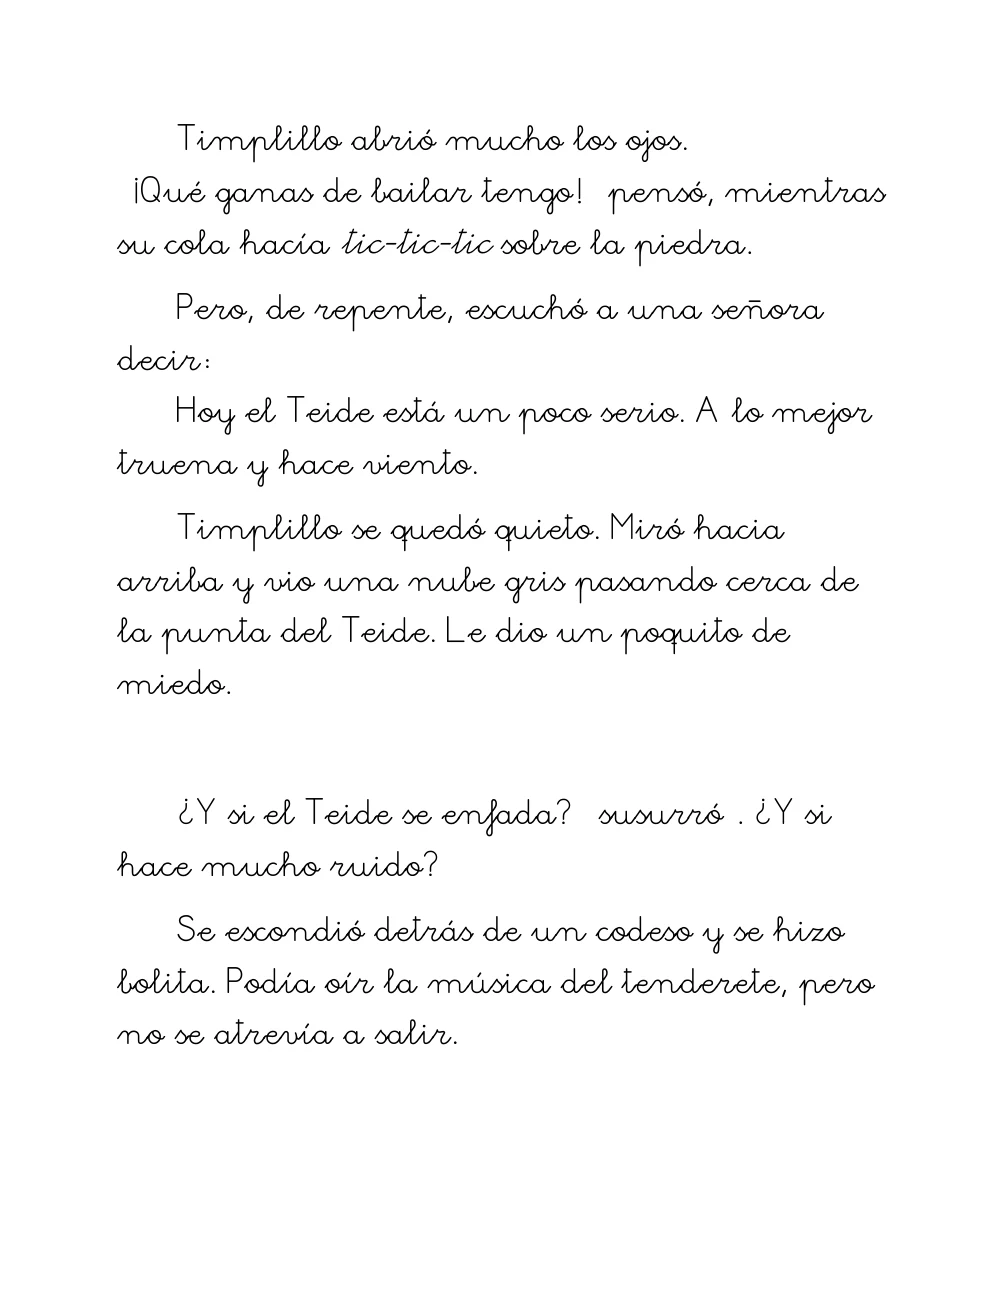 Timplillo abrió mucho los ojos.
¡Qué ganas de bailar tengo! pensó, mientras
su cola hacía tic-tic-tic sobre la piedra.
Pero, de repente, escuchó a una señora
decir:
Hoy el Teide está un poco serio. A lo mejor
truena y hace viento.
Timplillo se quedó quieto. Miró hacia
arriba y vio una nube gris pasando cerca de
la punta del Teide. Le dio un poquito de
miedo.
¿Y si el Teide se enfada? susurró . ¿Y si
hace mucho ruido?
Se escondió detrás de un codeso y se hizo
bolita. Podía oír la música del tenderete, pero
no se atrevía a salir.